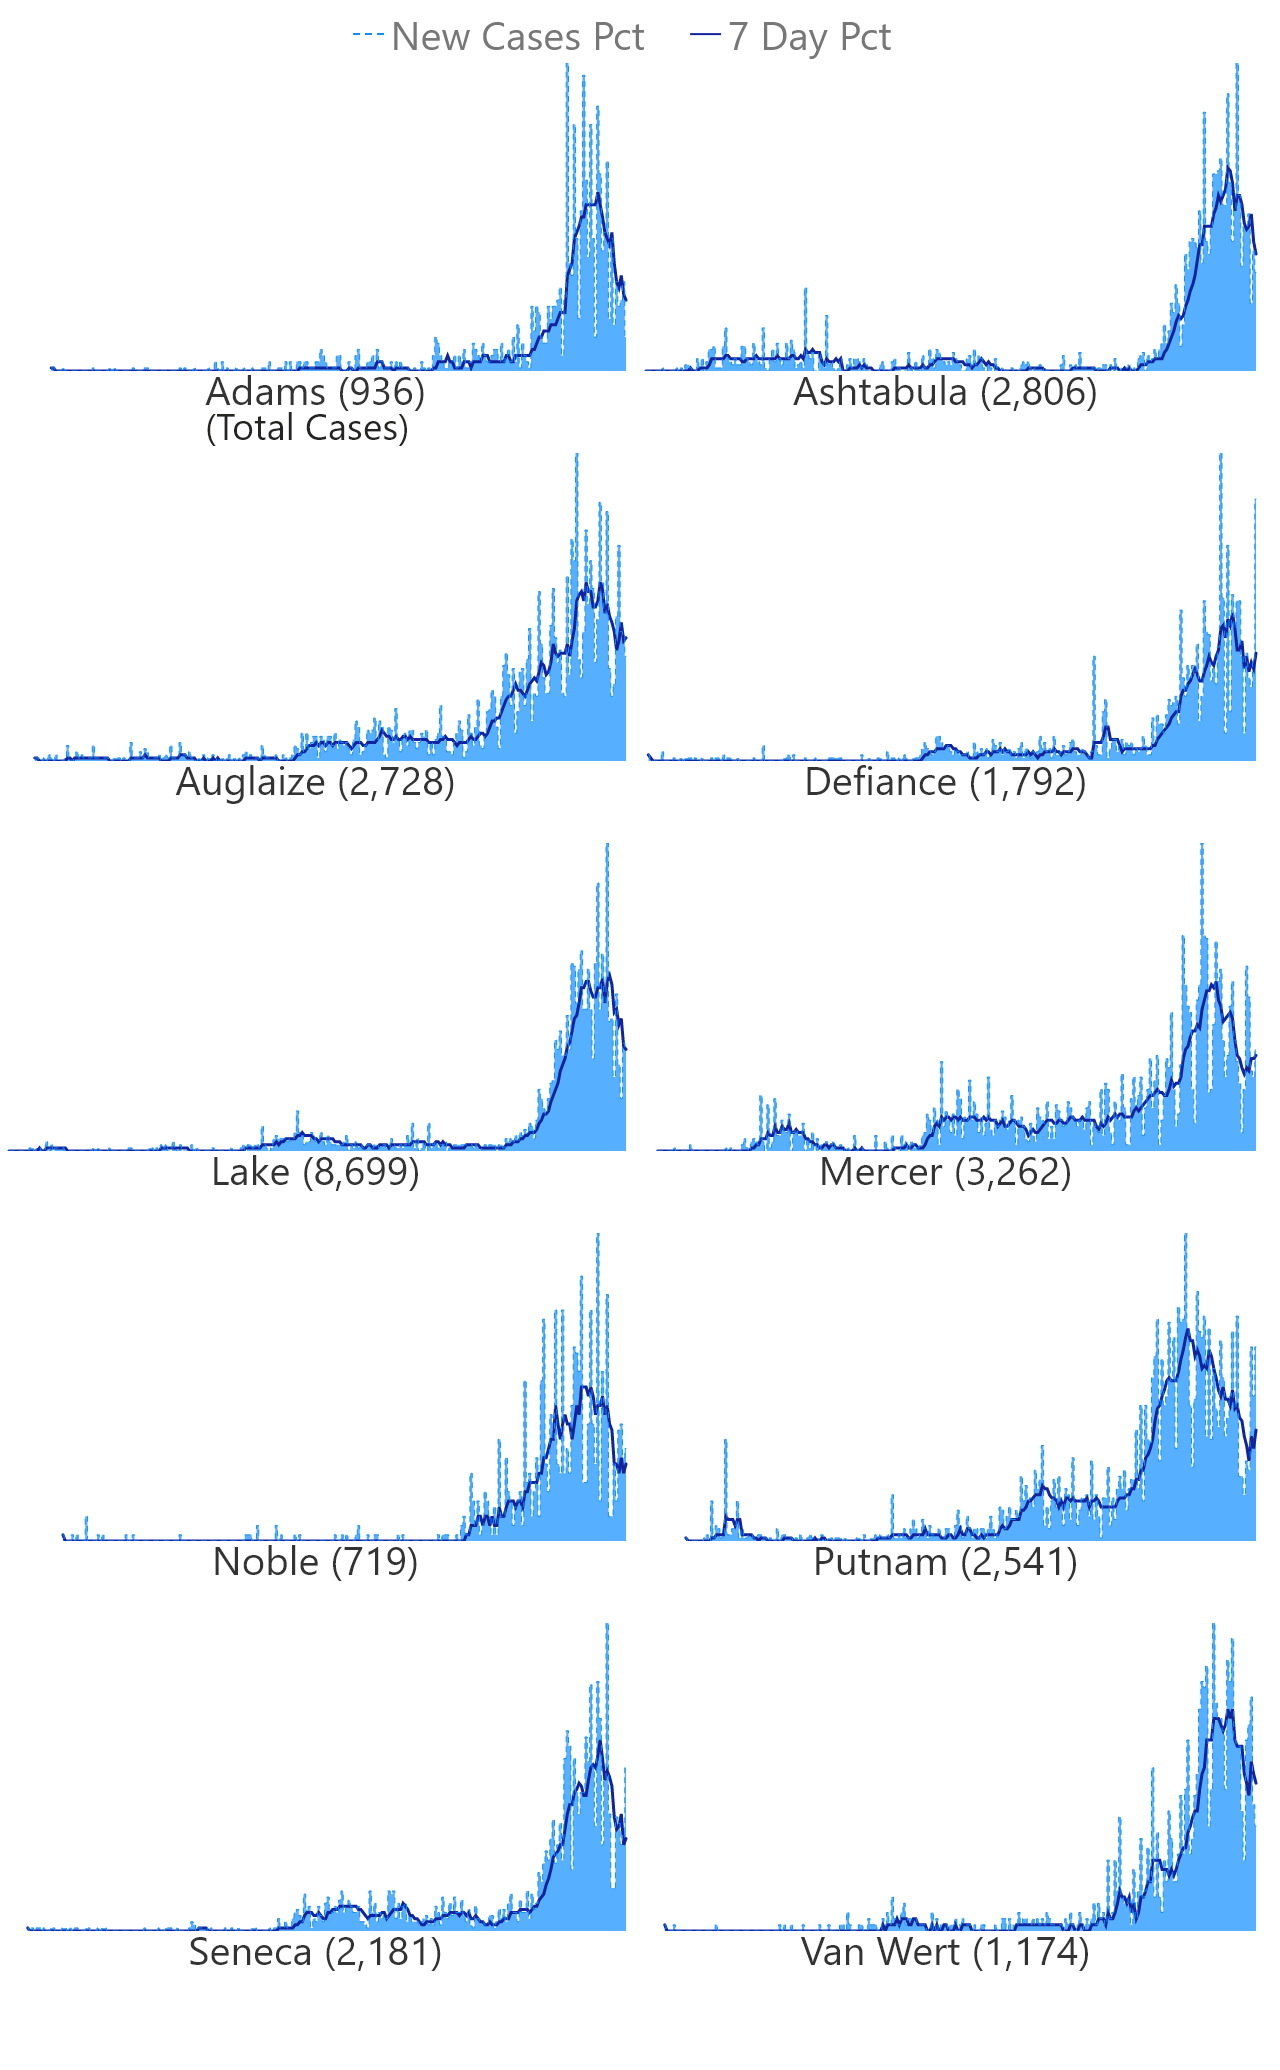 New Cases Pct 7 Day Pct
Adams (936)
(Total Cases)
Ashtabula (2,806)
Auglaize (2,728)
Defiance (1,792)
Lake (8,699)
Mercer (3,262)
Noble (719)
Putnam (2,541)
Seneca (2,181)
Van Wert (1,174)